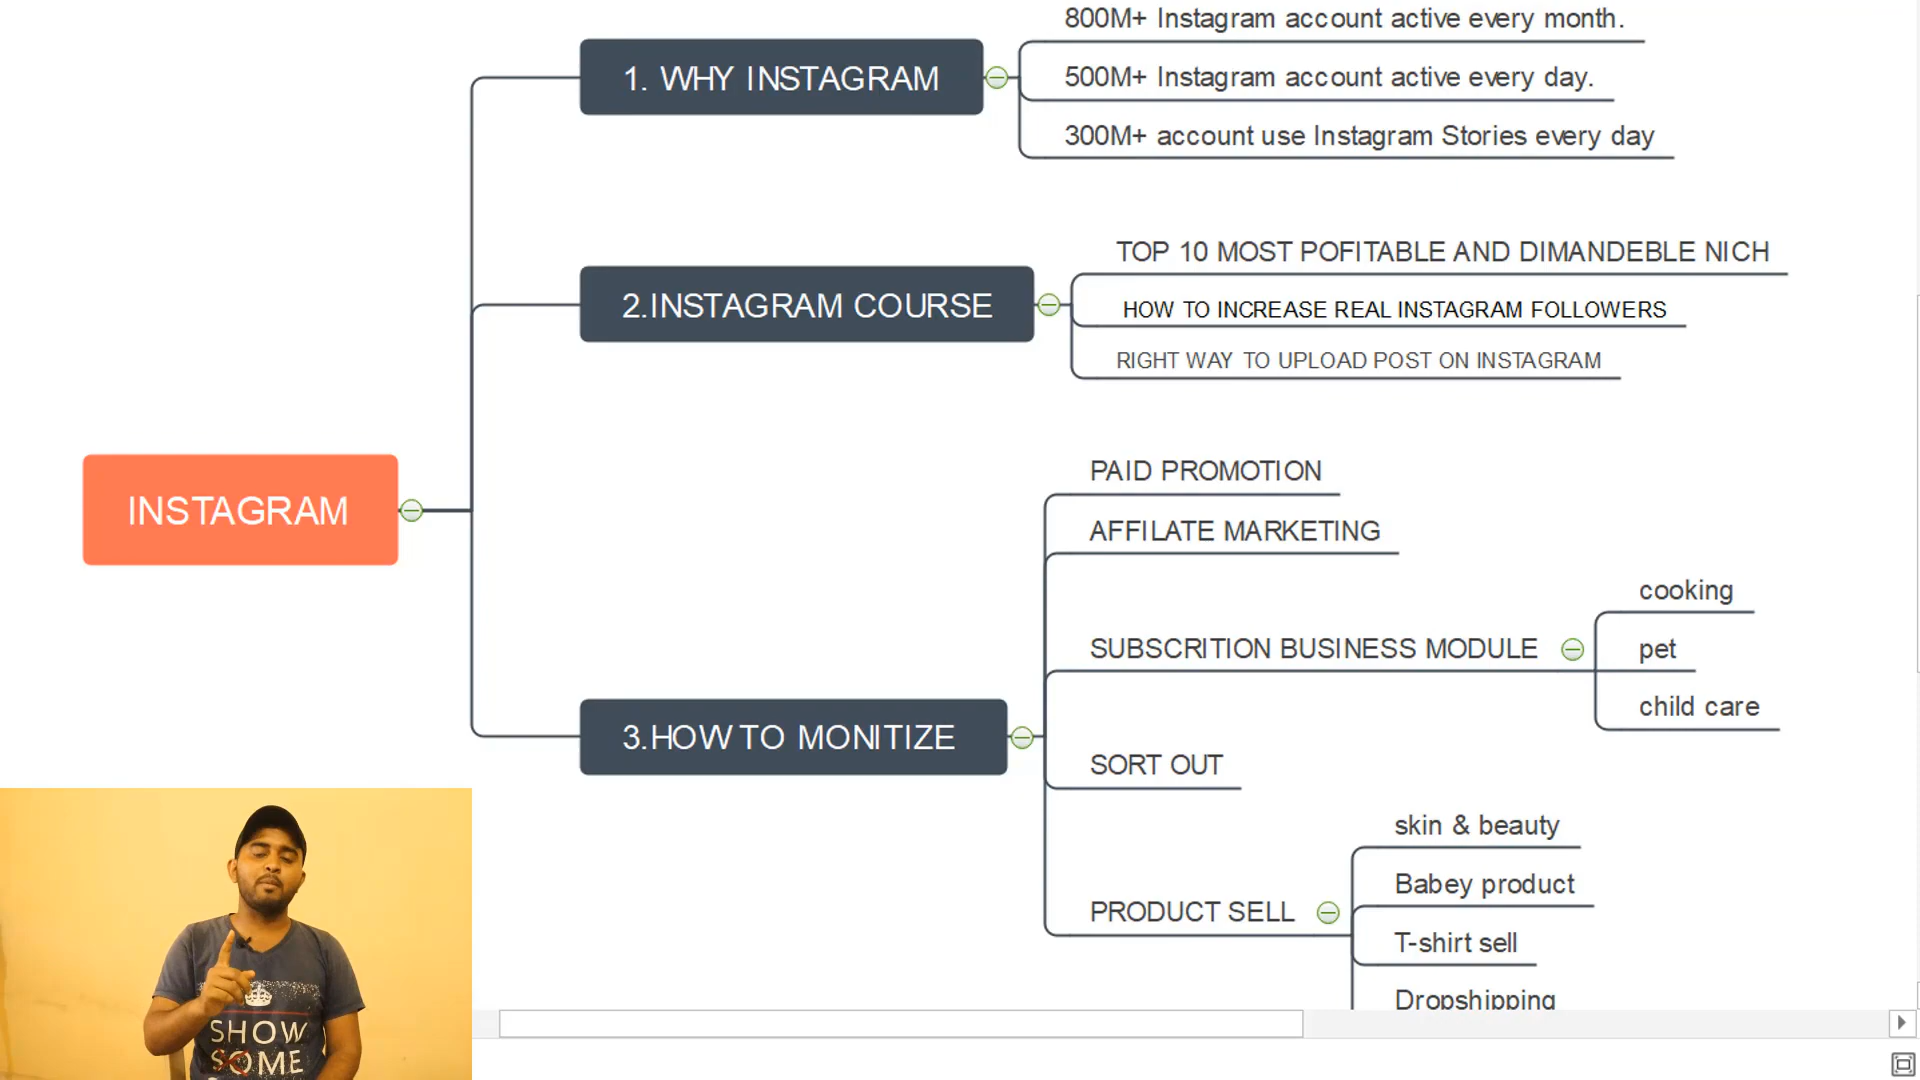 800M+ Instagram account active every month.
1. WHY INSTAGRAM
500M+ Instagram account active every day.
300M+ account use Instagram Stories every day
TOP 10 MOST POFITABLE AND DIMANDEBLE NICH
2.INSTAGRAM COURSE
HOW TO INCREASE REAL INSTAGRAM FOLLOWERS
RIGHT WAY TO UPLOAD POST ON INSTAGRAM
INSTAGRAM
PAID PROMOTION
AFFILATE MARKETING
cooking
SUBSCRITION BUSINESS MODULE
pet
child care
3.HOW TO MONITIZE
SORT OUT
skin & beauty
Babey product
PRODUCT SELL
T-shirt sell
Dropshipping
SHOW
SOME